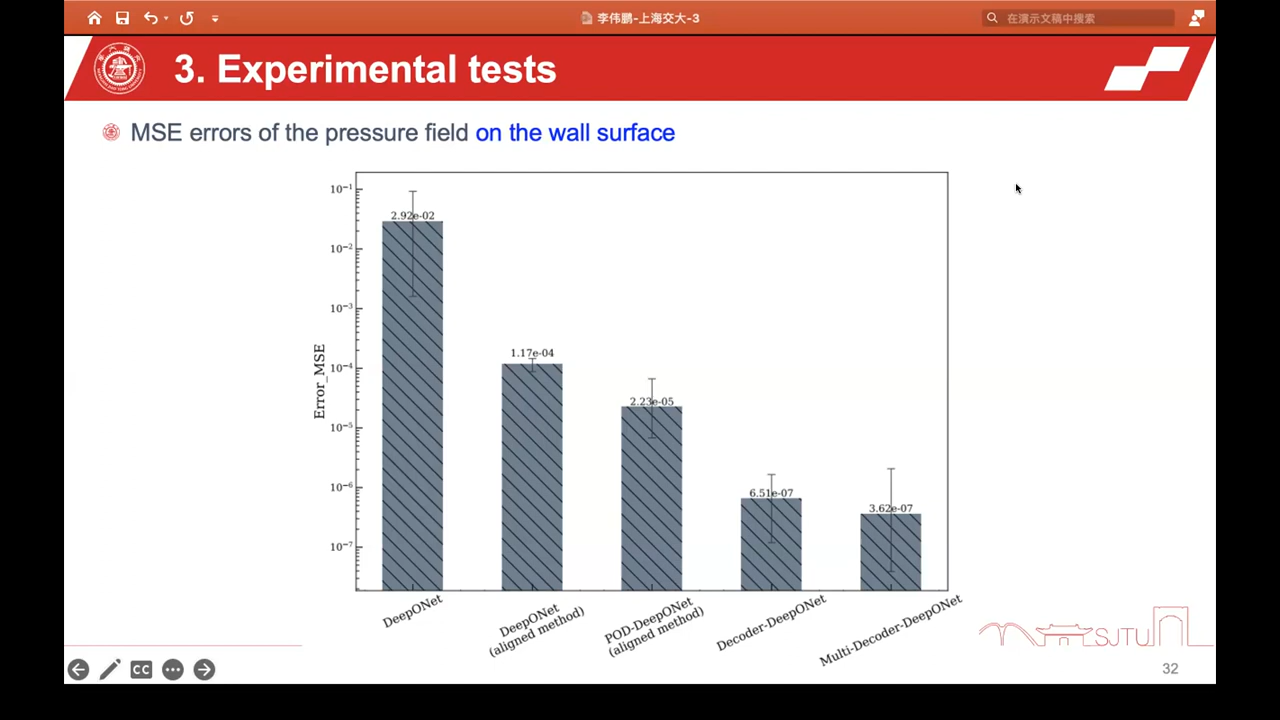 李伟鹏-上海交大-3
在演示文稿中搜索
3. Experimental tests
MSE errors of the pressure field on the wall surface
Error_MSE
10⁻¹
10⁻²
10⁻³
10⁻⁴
10⁻⁵
10⁻⁶
10⁻⁷
2.92e-02
1.17e-04
2.23e-05
6.51e-07
3.62e-07
DeepONet
DeepONet
(aligned method)
POD-DeepONet
(aligned method)
Decoder-DeepONet
Multi-Decoder-DeepONet
SJTU
CC
32